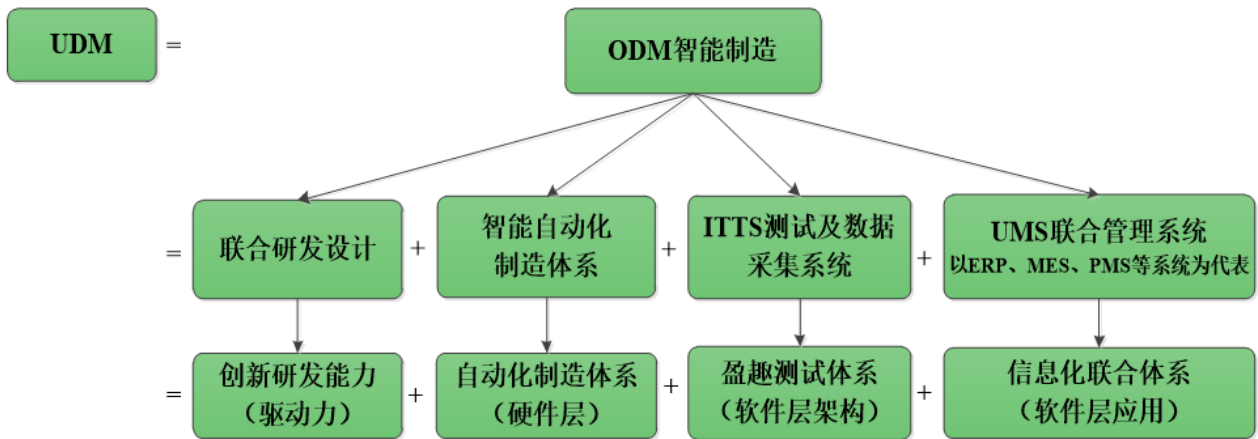 UDM
=
ODM智能制造
=
联合研发设计
+
智能自动化
制造体系
+
ITTS测试及数据
采集系统
+
UMS联合管理系统
以ERP、MES、PMS等系统为代表
=
创新研发能力
（驱动力）
+
自动化制造体系
（硬件层）
+
盈趣测试体系
（软件层架构）
+
信息化联合体系
（软件层应用）